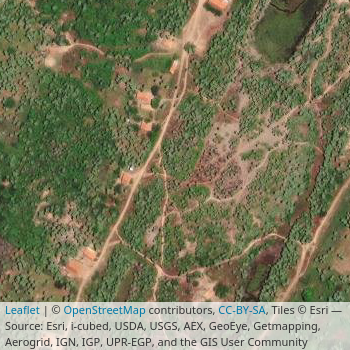 Leaflet | © OpenStreetMap contributors, CC-BY-SA, Tiles © Esri —
Source: Esri, i-cubed, USDA, USGS, AEX, GeoEye, Getmapping,
Aerogrid, IGN, IGP, UPR-EGP, and the GIS User Community